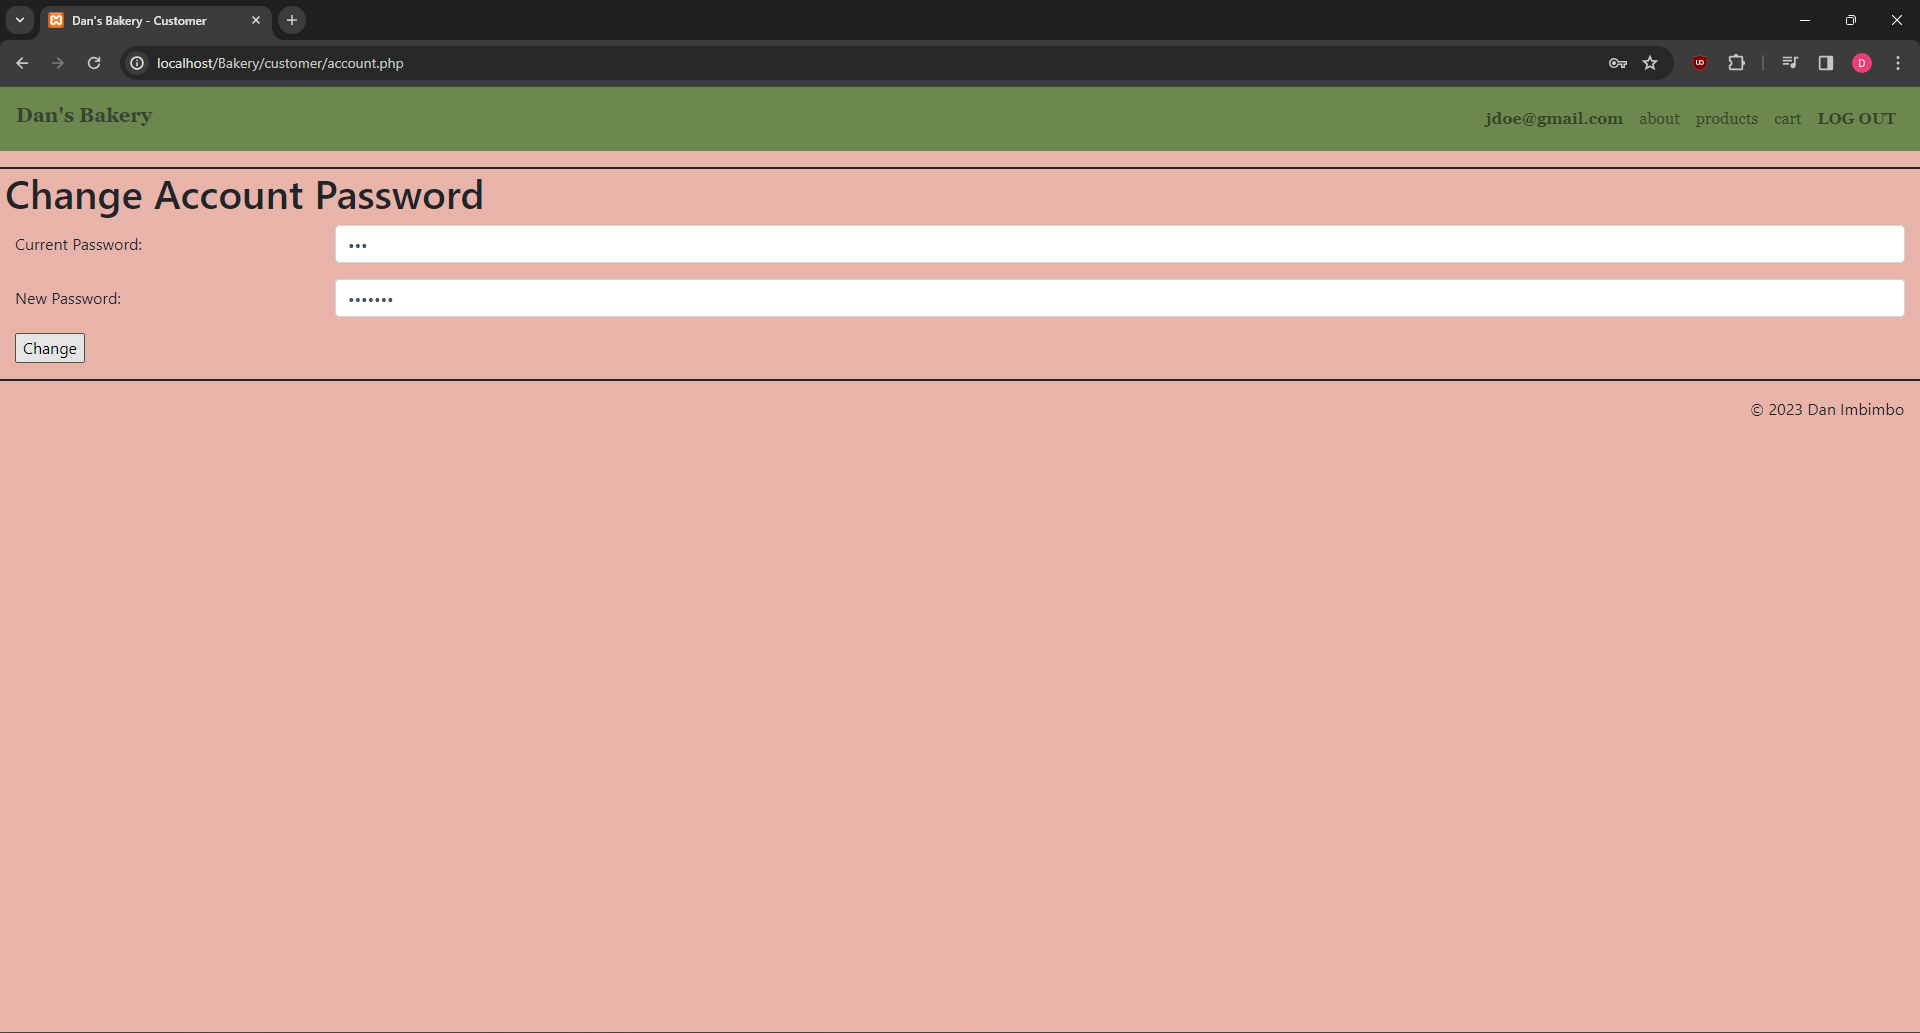 Dan's Bakery - Customer
localhost/Bakery/customer/account.php
D
Dan's Bakery
jdoe@gmail.com about products cart LOG OUT
Change Account Password
Current Password: •••
New Password: •••••••
Change
© 2023 Dan Imbimbo